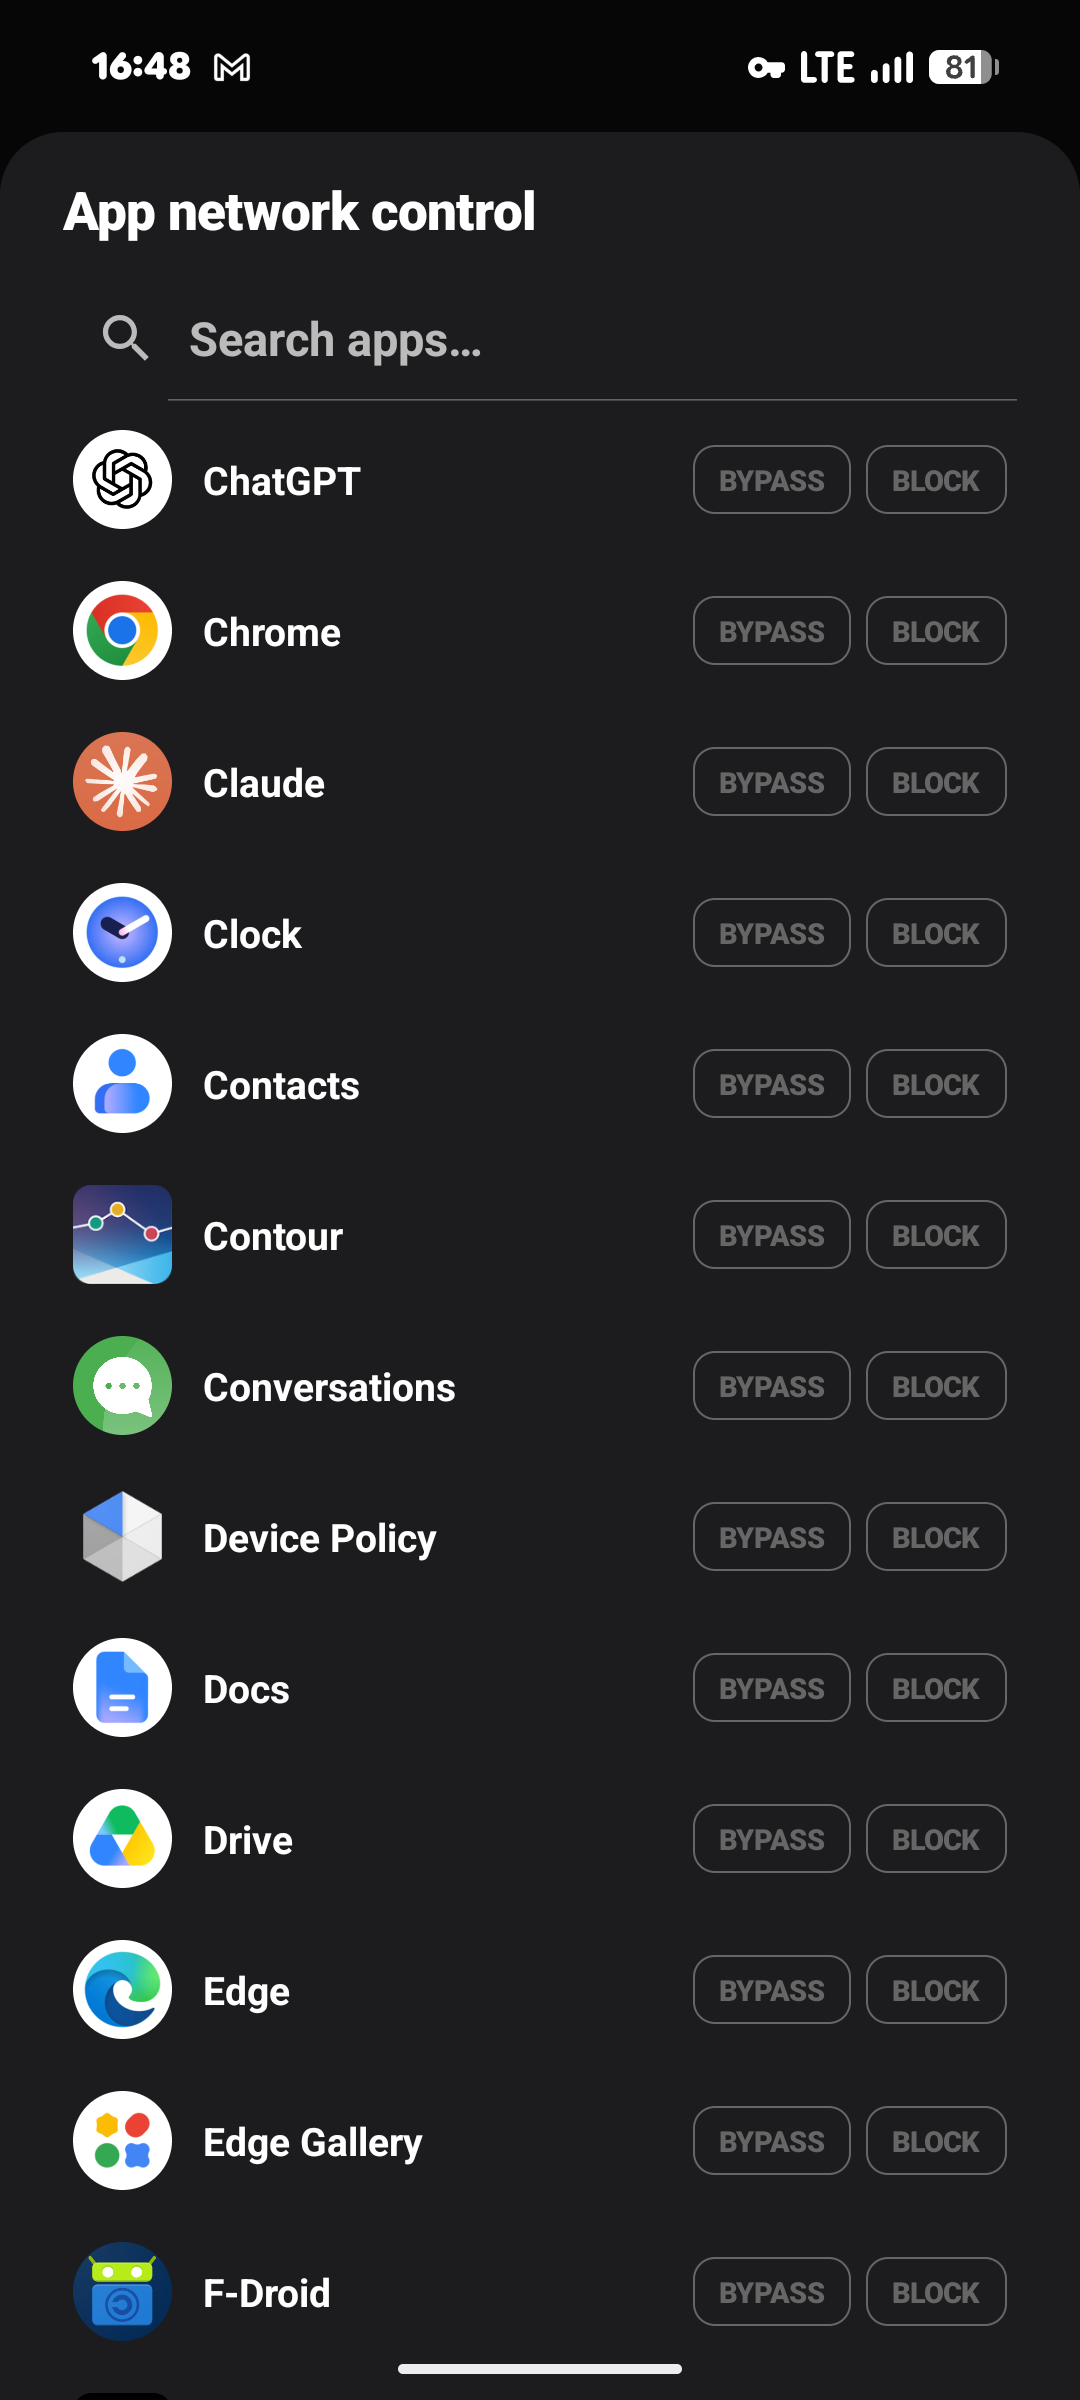 16:48 LTE 81
App network control
Search apps...
ChatGPT BYPASS BLOCK
Chrome BYPASS BLOCK
Claude BYPASS BLOCK
Clock BYPASS BLOCK
Contacts BYPASS BLOCK
Contour BYPASS BLOCK
Conversations BYPASS BLOCK
Device Policy BYPASS BLOCK
Docs BYPASS BLOCK
Drive BYPASS BLOCK
Edge BYPASS BLOCK
Edge Gallery BYPASS BLOCK
F-Droid BYPASS BLOCK